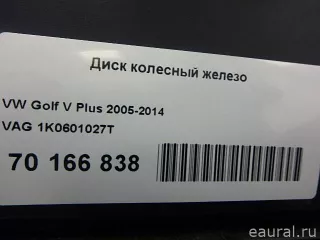 Диск колесный железо
VW Golf V Plus 2005-2014
VAG 1K0601027T
70 166 838
eaural.ru